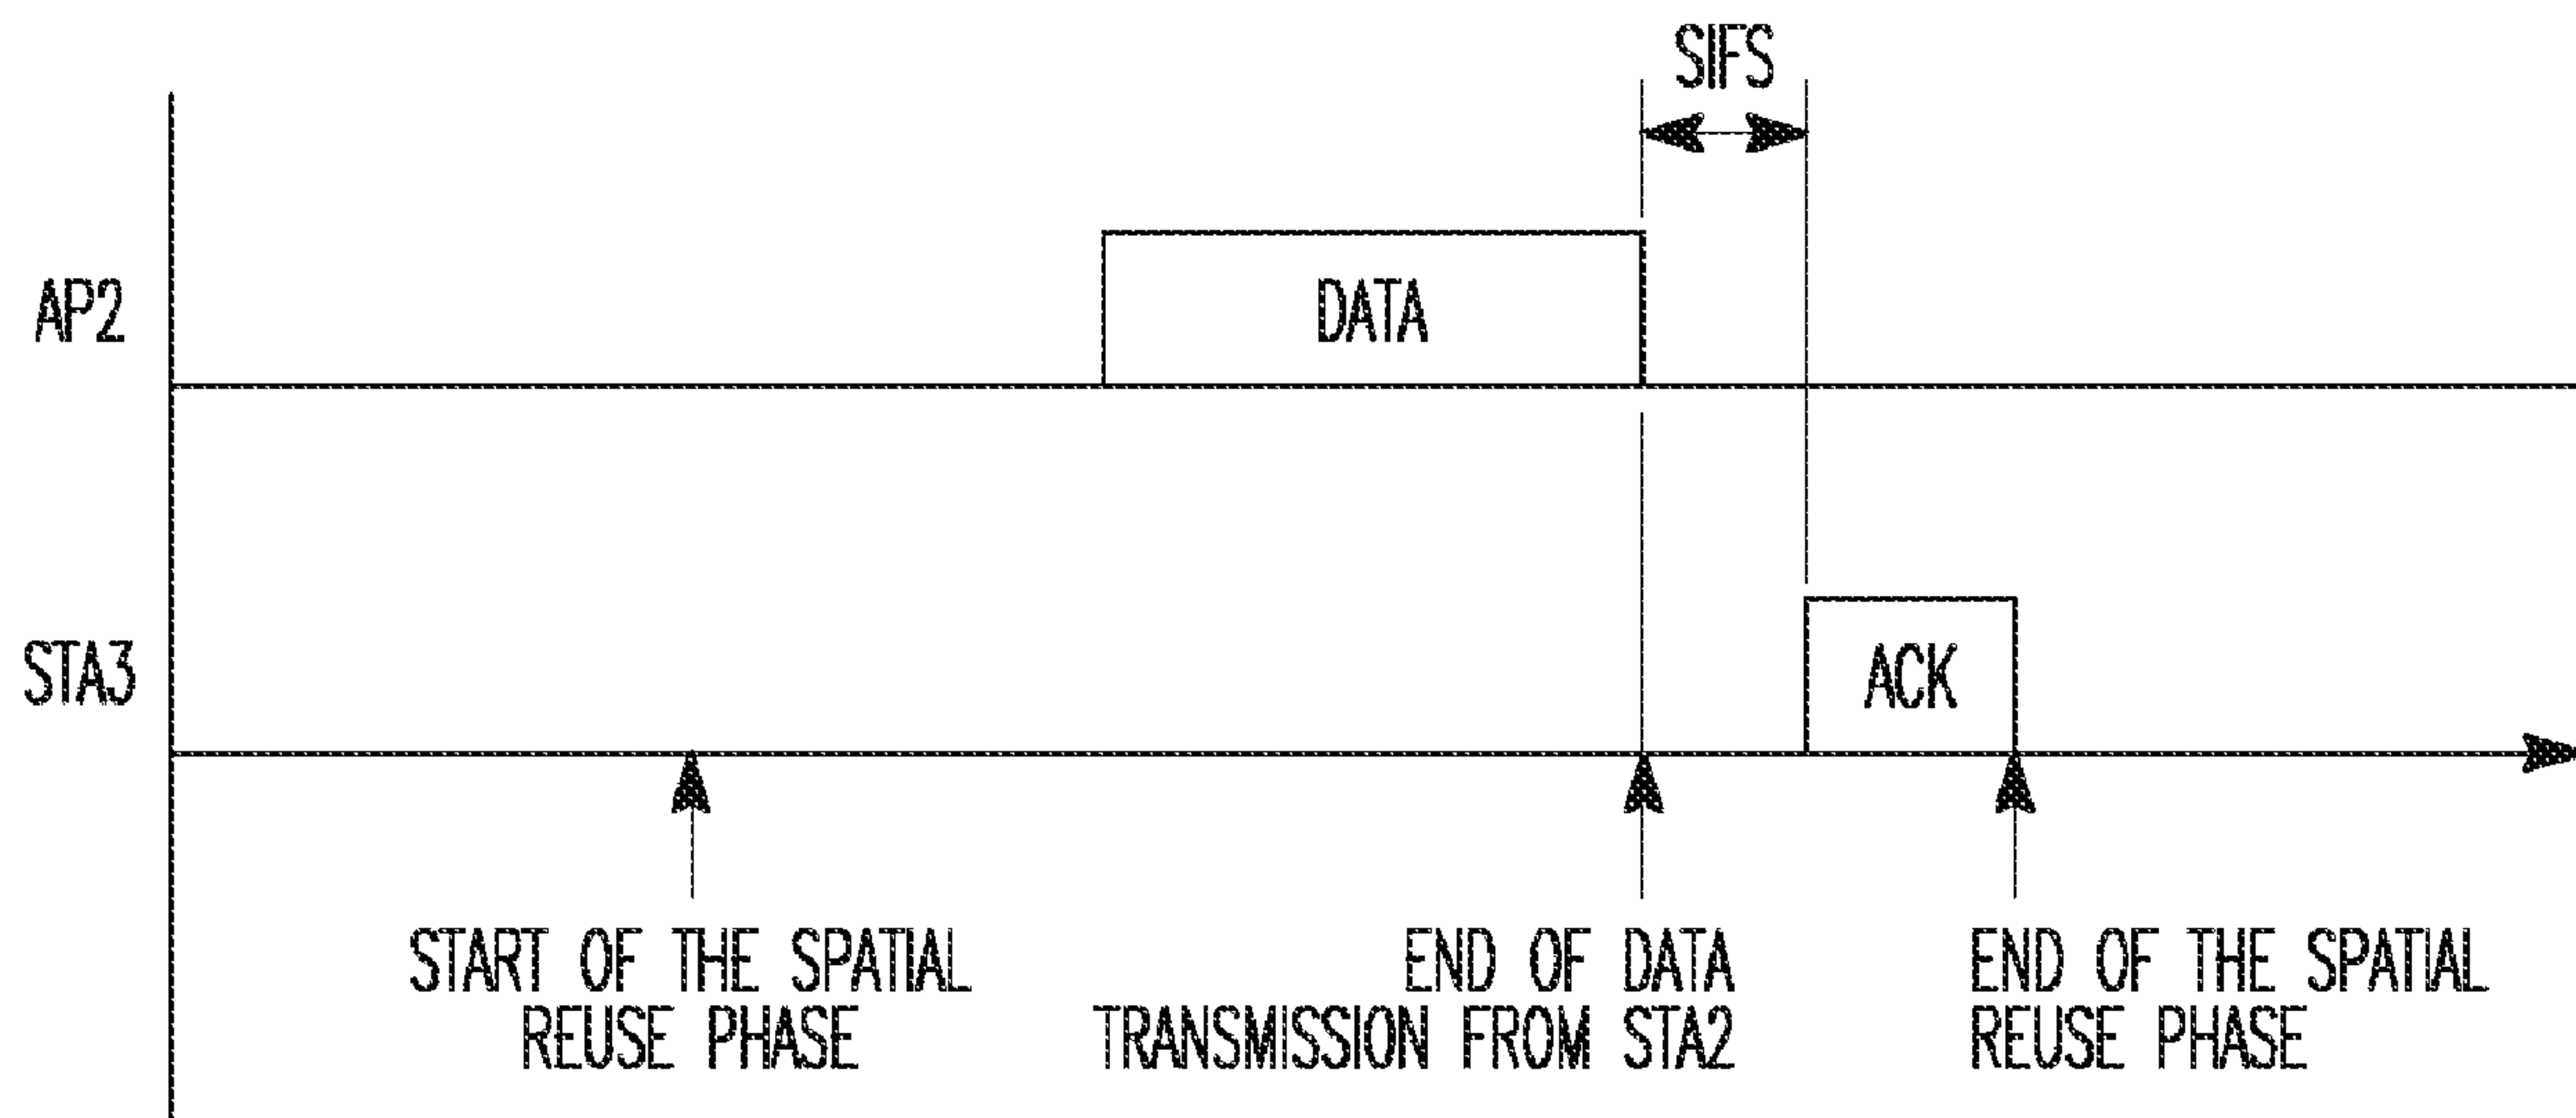 SIFS
AP2
DATA
STA3
ACK
START OF THE SPATIAL
REUSE PHASE
END OF DATA
TRANSMISSION FROM STA2
END OF THE SPATIAL
REUSE PHASE